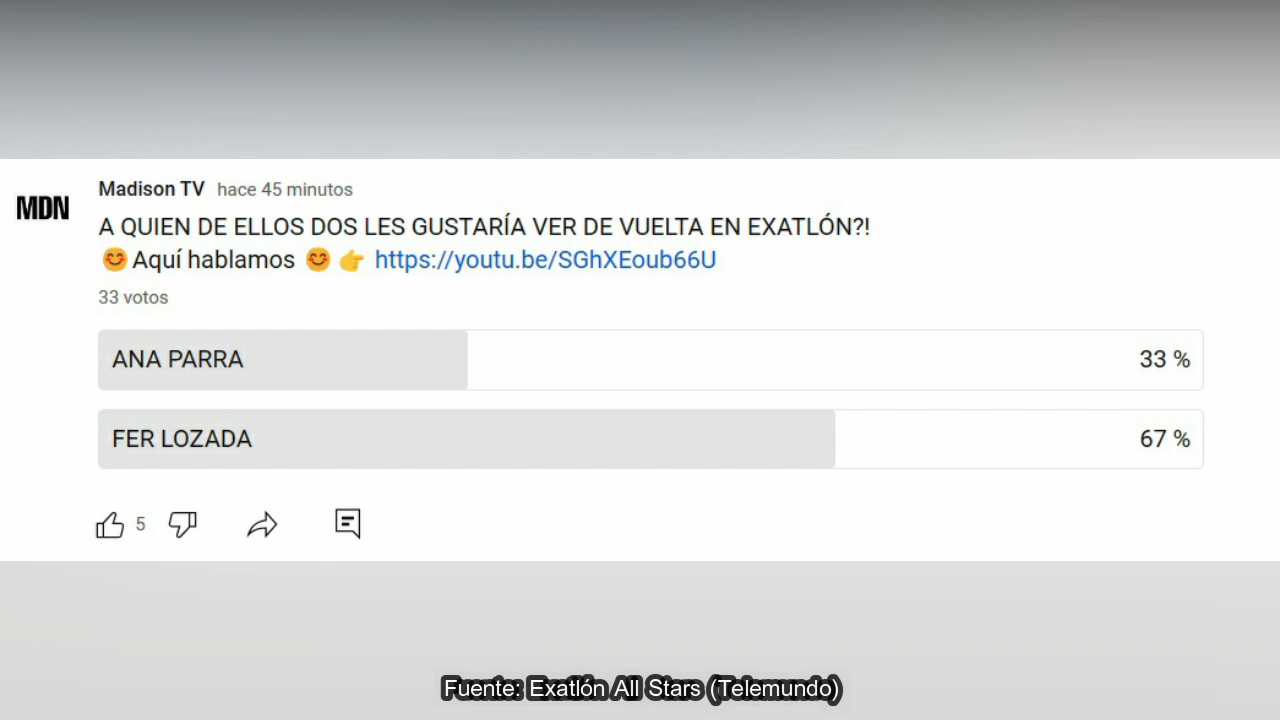 MDN
Madison TV hace 45 minutos
A QUIEN DE ELLOS DOS LES GUSTARÍA VER DE VUELTA EN EXATLÓN?!
😊 Aquí hablamos 😊 👉 https://youtu.be/SGhXEoub66U
33 votos
ANA PARRA 33 %
FER LOZADA 67 %
5
Fuente: Exatlón All Stars (Telemundo)